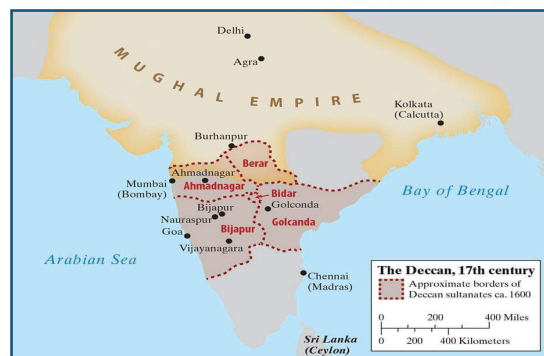 Delhi
Agra
MUGHAL EMPIRE
Kolkata
(Calcutta)
Burhanpur
Berar
Ahmadnagar
Mumbai
(Bombay)
Ahmadnagar
Bidar
Golconda
Bay of Bengal
Bijapur
Nauraspur
Goa
Bijapur
Golcanda
Vijayanagara
Arabian Sea
Chennai
(Madras)
Sri Lanka
(Ceylon)
The Deccan, 17th century
Approximate borders of
Deccan sultanates ca. 1600
0 200 400 Miles
0 200 400 Kilometers